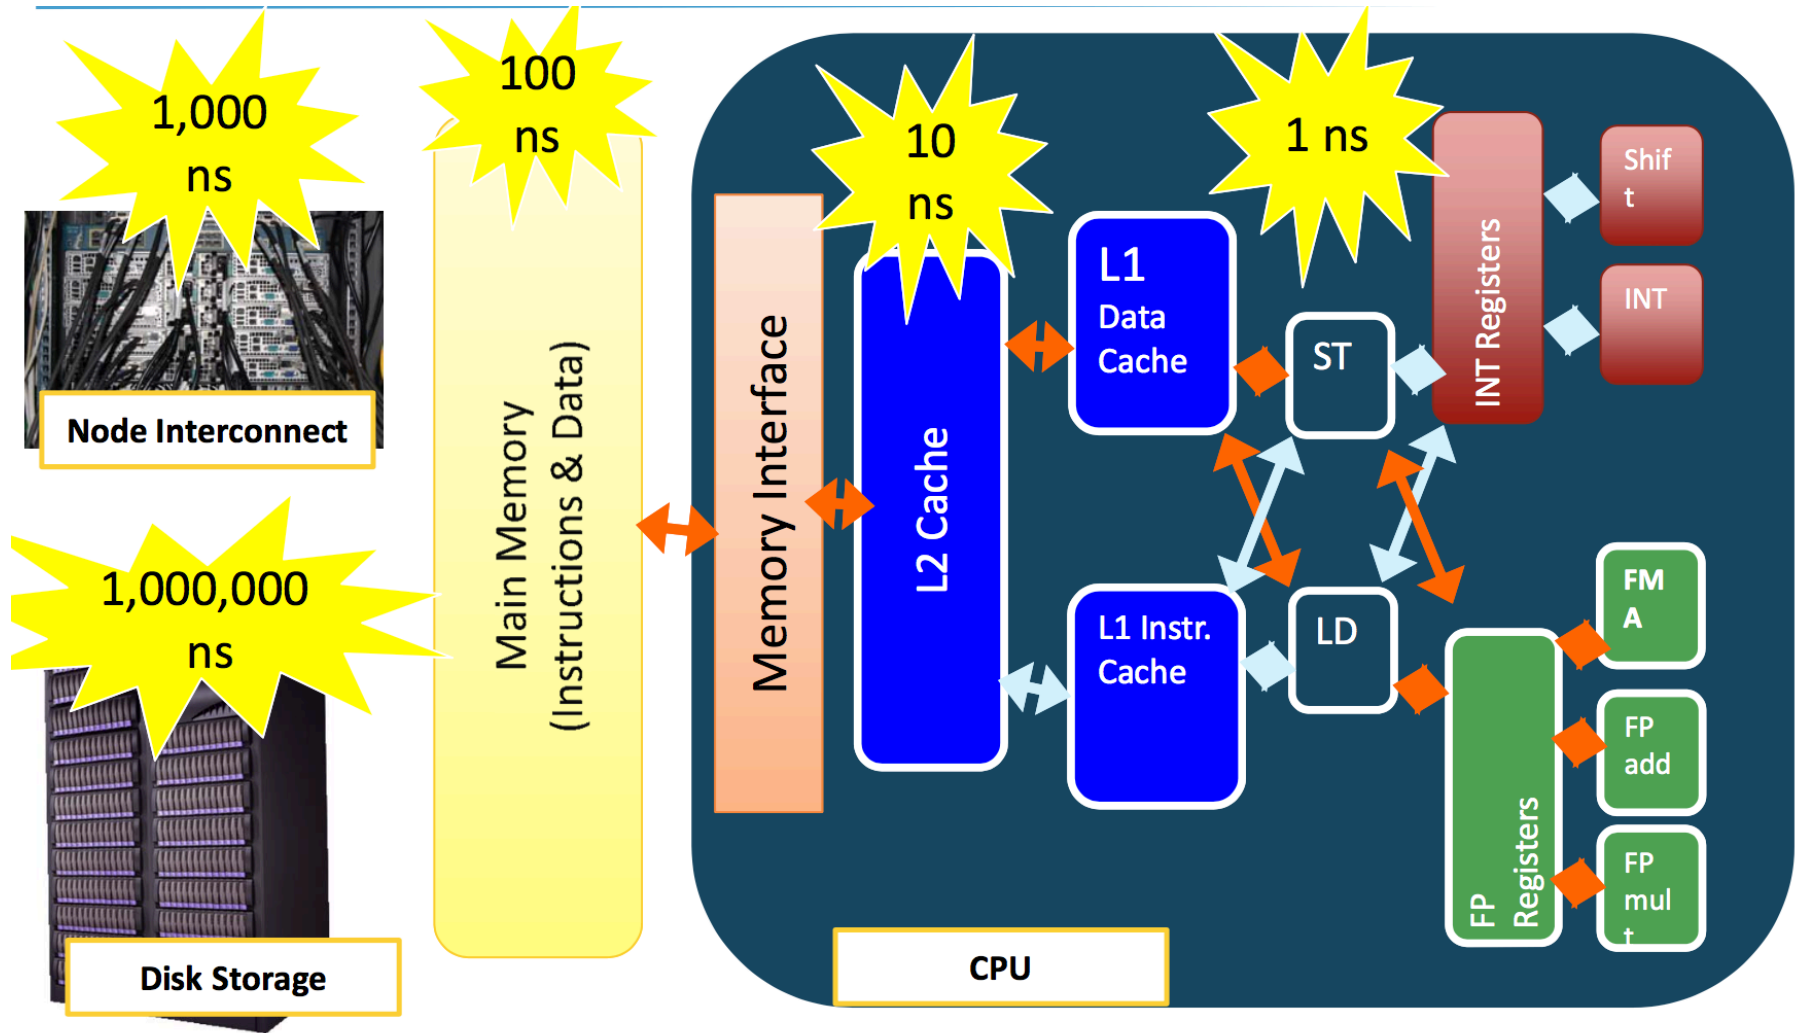 1,000
ns
Node Interconnect
1,000,000
ns
Disk Storage
100
ns
Main Memory
(Instructions & Data)
Memory Interface
10
ns
L2 Cache
L1
Data
Cache
L1 Instr.
Cache
1 ns
ST
LD
INT Registers
Shif
t
INT
FP
Registers
FM
A
FP
add
FP
mul
t
CPU